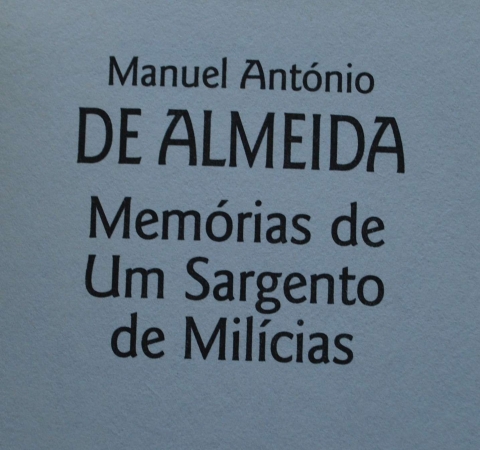 Manuel António
DE ALMEIDA
Memórias de
Um Sargento
de Milícias